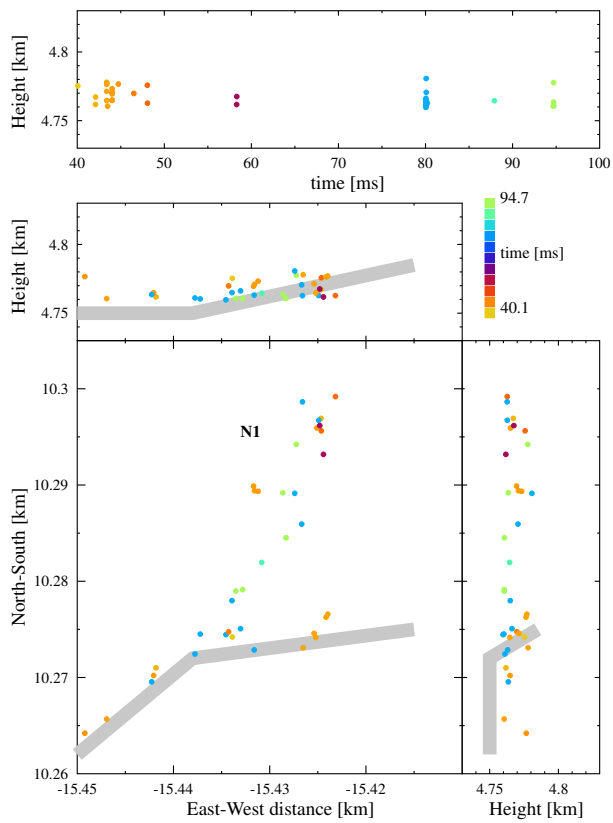 Height [km]
4.8
4.75
40 50 60 70 80 90 100
time [ms]
Height [km]
4.8
4.75
94.7
time [ms]
40.1
North-South [km]
10.3
10.29
10.28
10.27
10.26
N1
-15.45 -15.44 -15.43 -15.42
East-West distance [km]
4.75 4.8
Height [km]